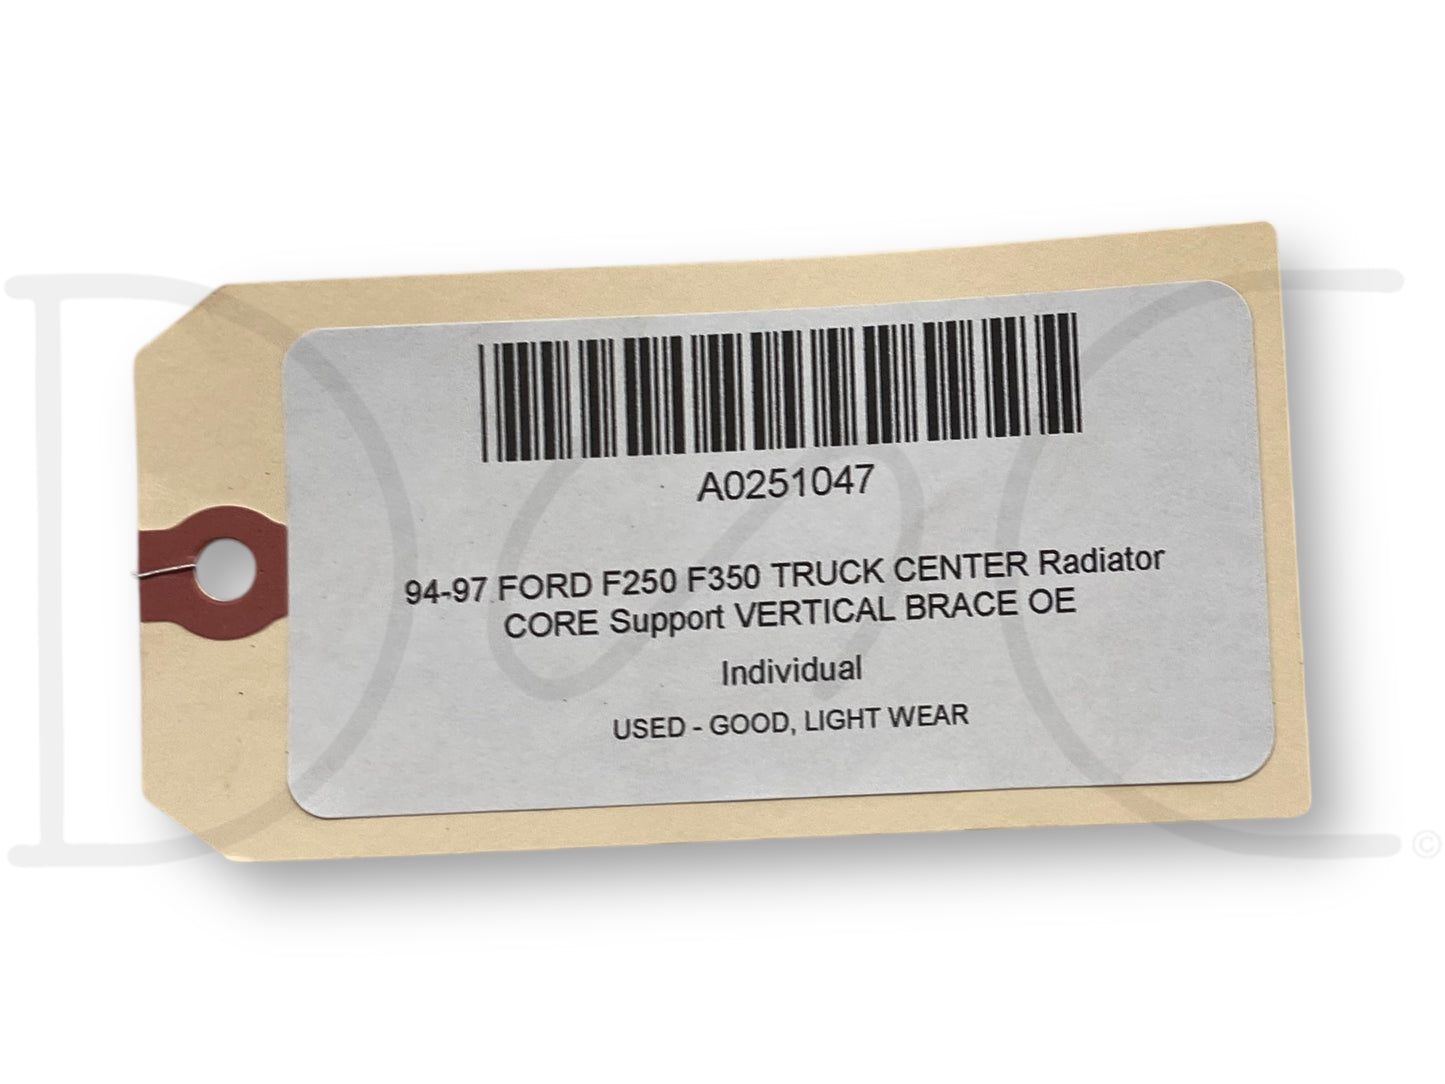 A0251047
94-97 FORD F250 F350 TRUCK CENTER Radiator
CORE Support VERTICAL BRACE OE
Individual
USED - GOOD, LIGHT WEAR
D C
©